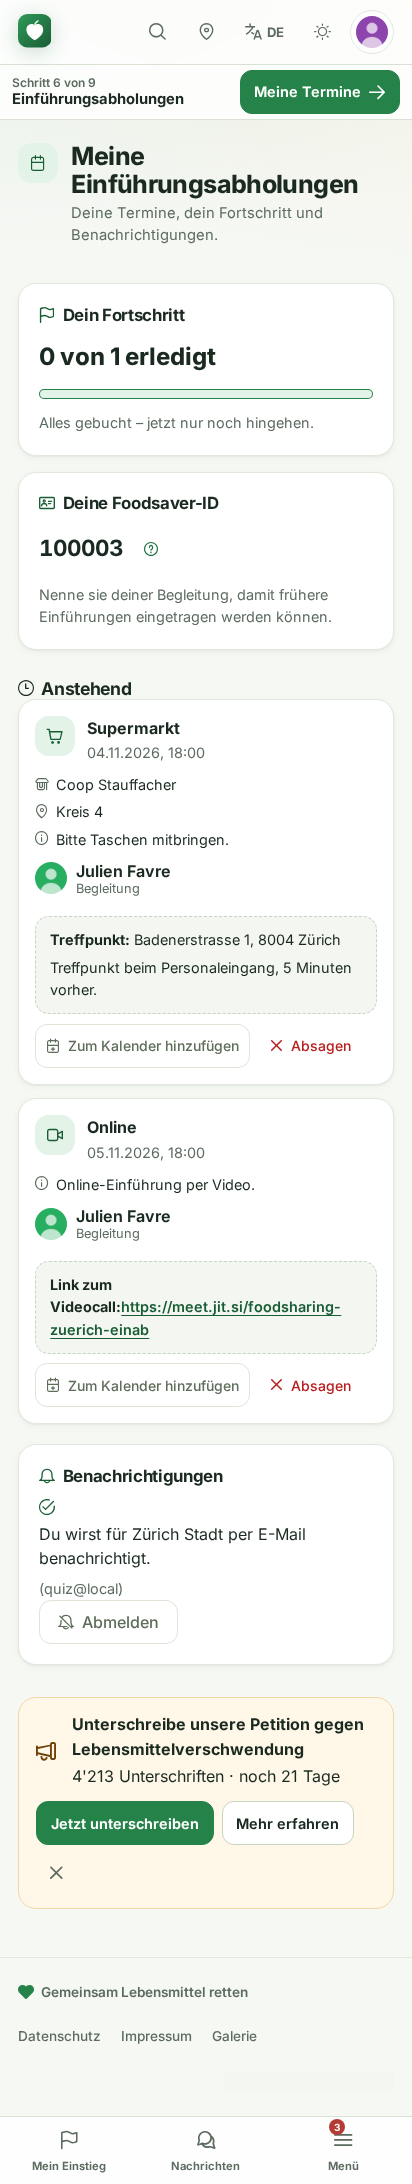 DE
Schritt 6 von 9
Einführungsabholungen
Meine Termine
Meine
Einführungsabholungen
Deine Termine, dein Fortschritt und
Benachrichtigungen.
Dein Fortschritt
0 von 1 erledigt
Alles gebucht – jetzt nur noch hingehen.
Deine Foodsaver-ID
100003
Nenne sie deiner Begleitung, damit frühere
Einführungen eingetragen werden können.
Anstehend
Supermarkt
04.11.2026, 18:00
Coop Stauffacher
Kreis 4
Bitte Taschen mitbringen.
Julien Favre
Begleitung
Treffpunkt: Badenerstrasse 1, 8004 Zürich
Treffpunkt beim Personaleingang, 5 Minuten
vorher.
Zum Kalender hinzufügen
Absagen
Online
05.11.2026, 18:00
Online-Einführung per Video.
Julien Favre
Begleitung
Link zum
Videocall:https://meet.jit.si/foodsharing-
zuerich-einab
Zum Kalender hinzufügen
Absagen
Benachrichtigungen
Du wirst für Zürich Stadt per E-Mail
benachrichtigt.
(quiz@local)
Abmelden
Unterschreibe unsere Petition gegen
Lebensmittelverschwendung
4'213 Unterschriften · noch 21 Tage
Jetzt unterschreiben
Mehr erfahren
Gemeinsam Lebensmittel retten
Datenschutz Impressum Galerie
3
Mein Einstieg
Nachrichten
Menü